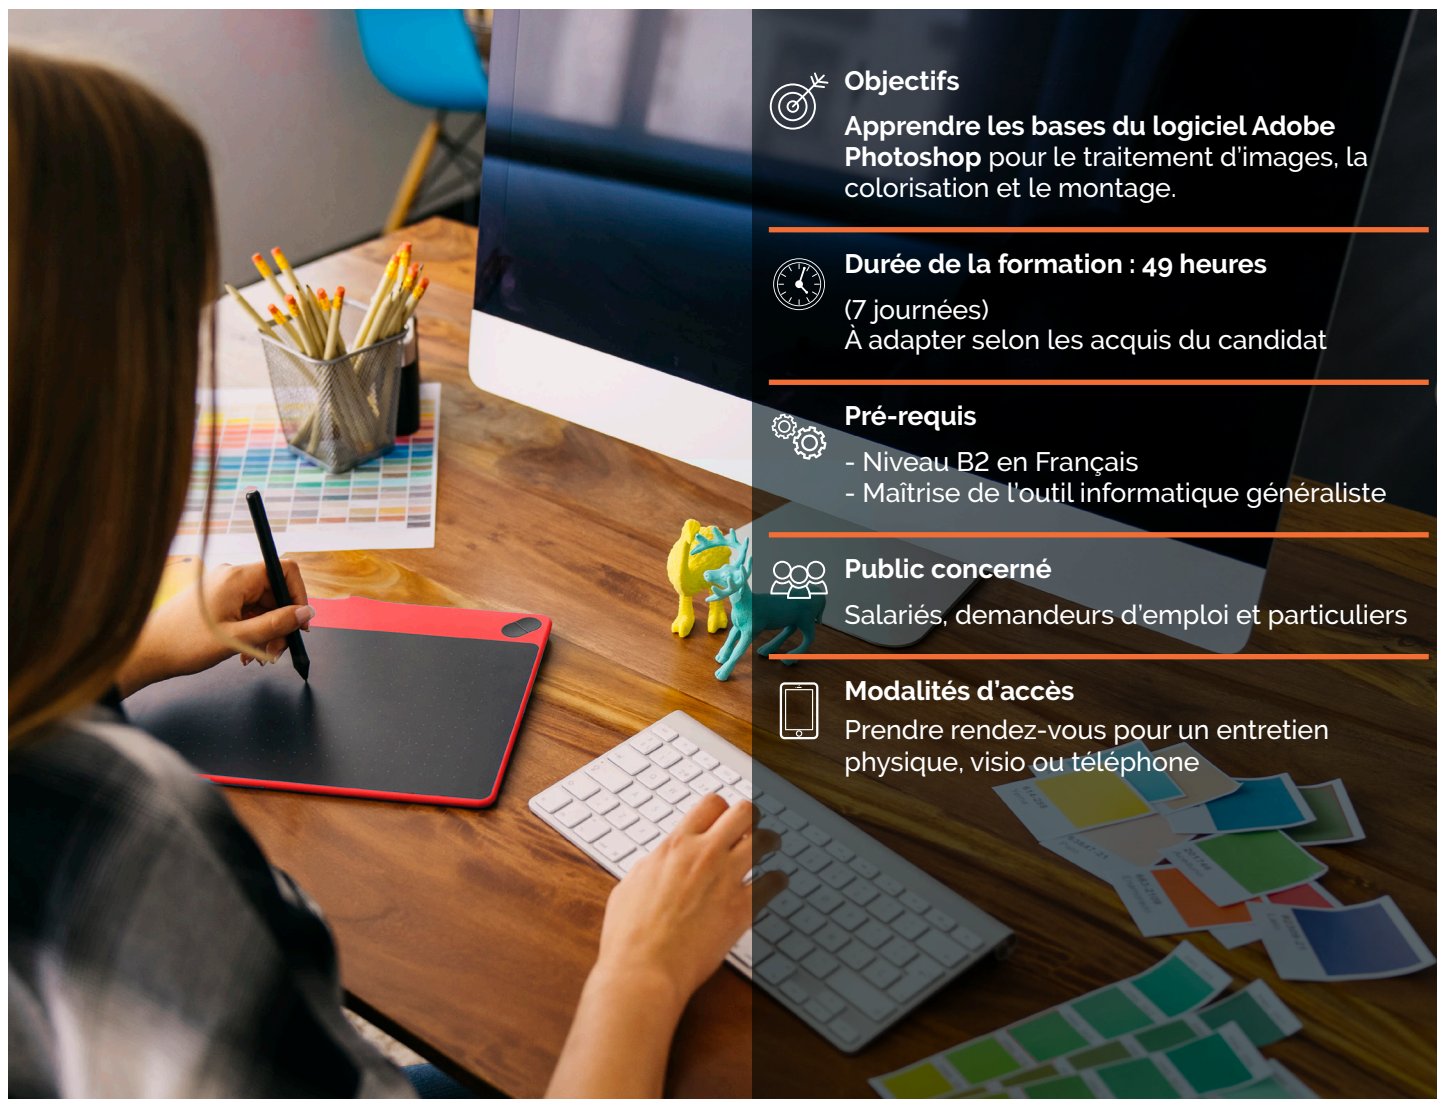 Objectifs
Apprendre les bases du logiciel Adobe
Photoshop pour le traitement d'images, la
colorisation et le montage.
Durée de la formation : 49 heures
(7 journées)
À adapter selon les acquis du candidat
Pré-requis
- Niveau B2 en Français
- Maîtrise de l'outil informatique généraliste
Public concerné
Salariés, demandeurs d'emploi et particuliers
Modalités d'accès
Prendre rendez-vous pour un entretien
physique, visio ou téléphone